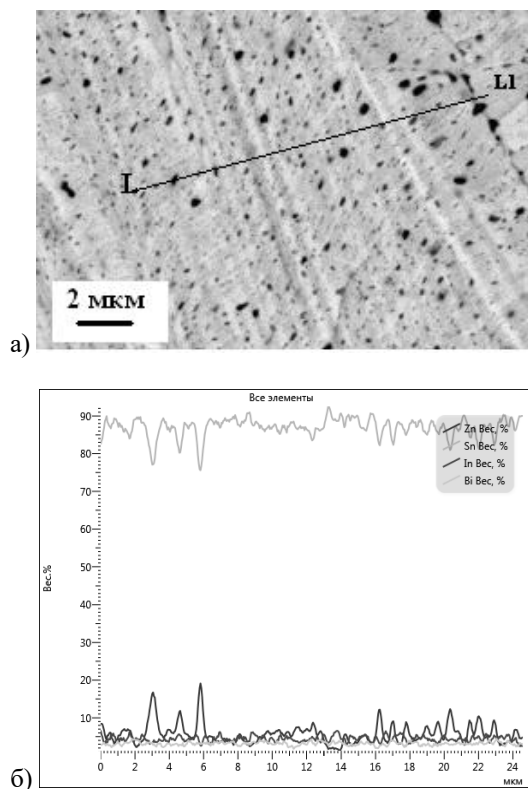 L1
L
2 мкм
а)
Все элементы
90
80
70
60
50
40
30
20
10
Вес.%
Zn Вес, %
Sn Вес, %
In Вес, %
Bi Вес, %
0 2 4 6 8 10 12 14 16 18 20 22 24
мкм
б)